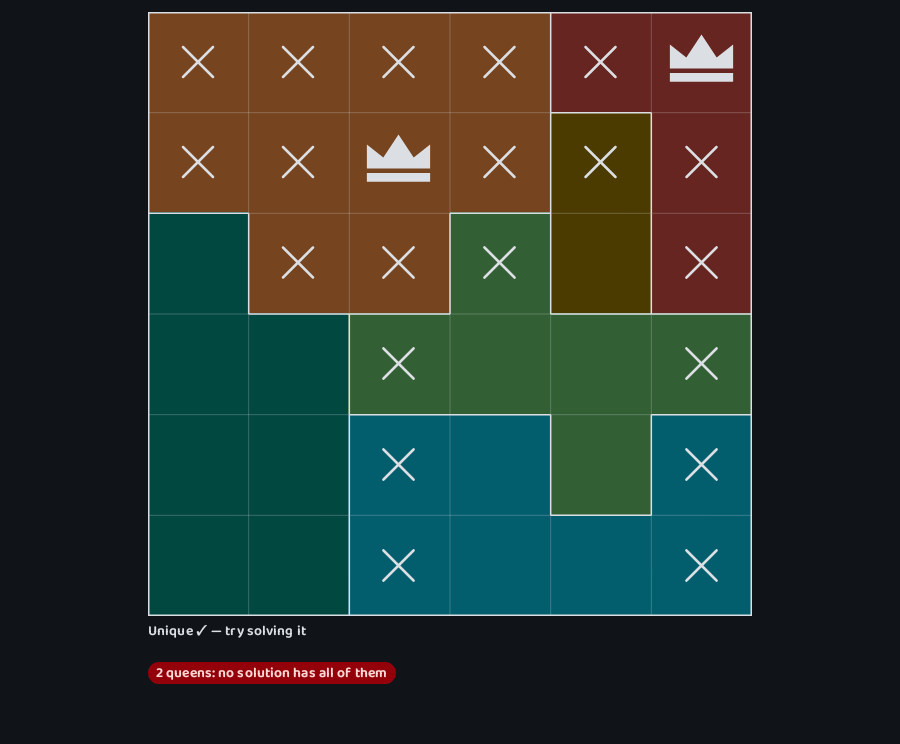 Unique ✓ — try solving it
2 queens: no solution has all of them